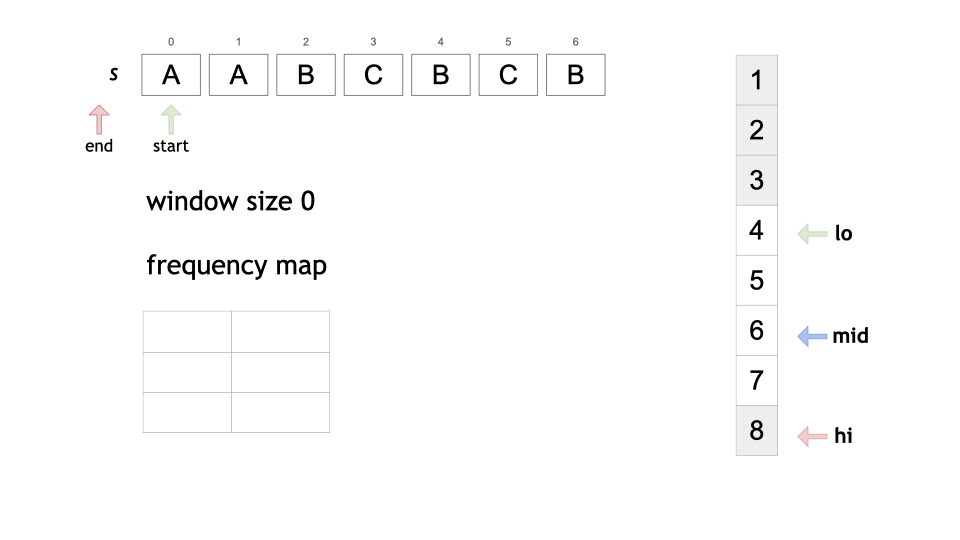 0 1 2 3 4 5 6
s A A B C B C B
end start
window size 0
frequency map
1
2
3
4 lo
5
6 mid
7
8 hi